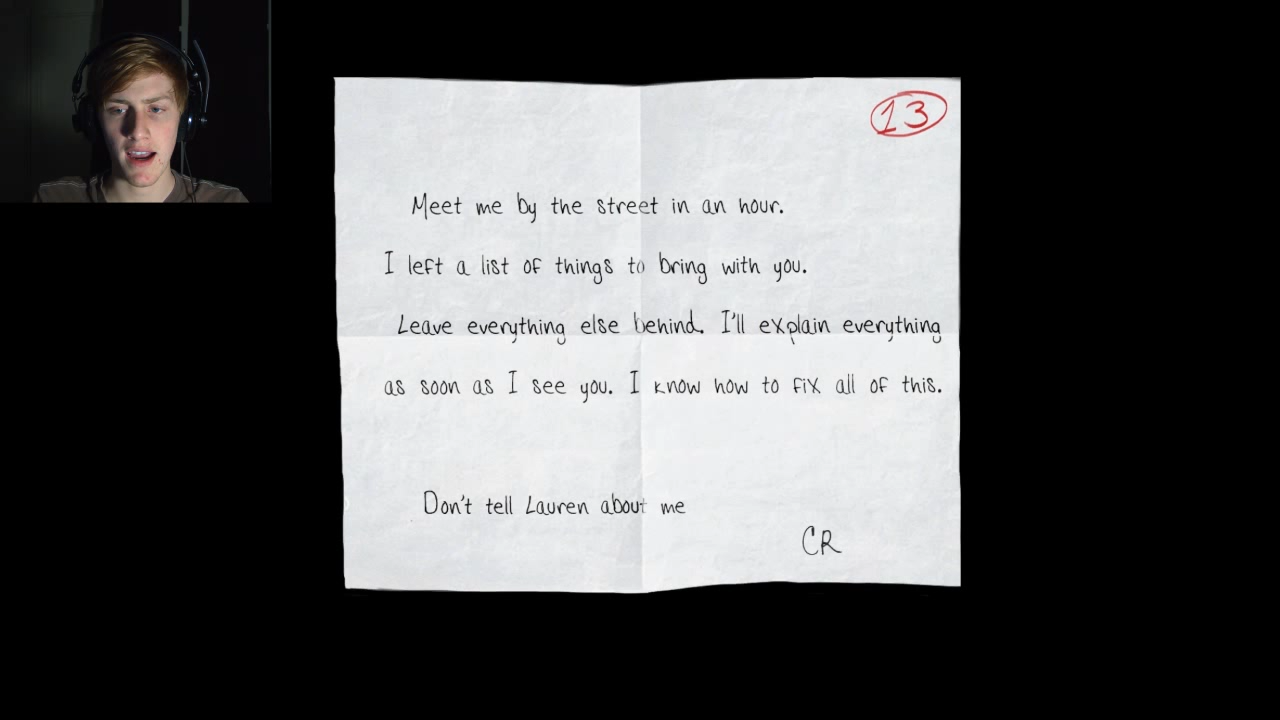 13
Meet me by the street in an hour.
I left a list of things to bring with you.
Leave everything else behind. I'll explain everything
as soon as I see you. I know how to fix all of this.
Don't tell Lauren about me
CR